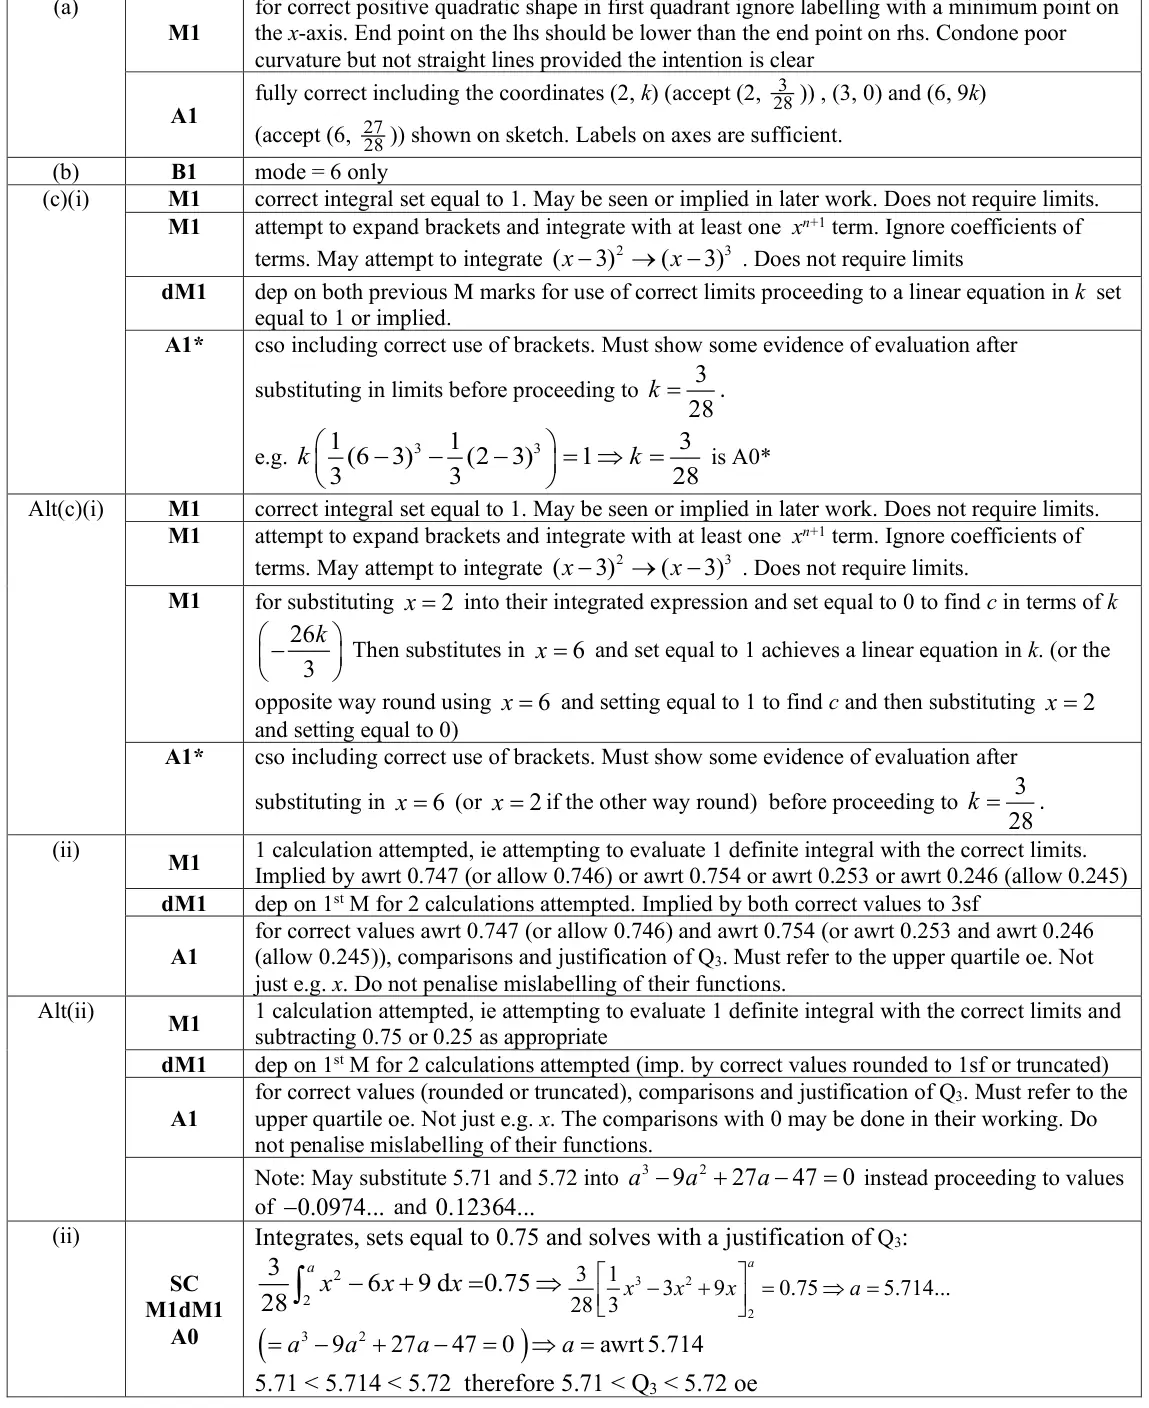 (a)
M1
for correct positive quadratic shape in first quadrant ignore labelling with a minimum point on
the x-axis. End point on the lhs should be lower than the end point on rhs. Condone poor
curvature but not straight lines provided the intention is clear
A1
fully correct including the coordinates (2, k) (accept (2, 3/28 )) , (3, 0) and (6, 9k)
(accept (6, 27/28 )) shown on sketch. Labels on axes are sufficient.
(b) B1 mode = 6 only
(c)(i) M1 correct integral set equal to 1. May be seen or implied in later work. Does not require limits.
M1 attempt to expand brackets and integrate with at least one xⁿ⁺¹ term. Ignore coefficients of
terms. May attempt to integrate (x − 3)² → (x − 3)³ . Does not require limits
dM1 dep on both previous M marks for use of correct limits proceeding to a linear equation in k set
equal to 1 or implied.
A1* cso including correct use of brackets. Must show some evidence of evaluation after
substituting in limits before proceeding to k = 3/28 .
e.g. k(1/3(6 − 3)³ − 1/3(2 − 3)³) = 1 ⇒ k = 3/28 is A0*
Alt(c)(i) M1 correct integral set equal to 1. May be seen or implied in later work. Does not require limits.
M1 attempt to expand brackets and integrate with at least one xⁿ⁺¹ term. Ignore coefficients of
terms. May attempt to integrate (x − 3)² → (x − 3)³ . Does not require limits.
M1 for substituting x = 2 into their integrated expression and set equal to 0 to find c in terms of k
(−26k/3) Then substitutes in x = 6 and set equal to 1 achieves a linear equation in k. (or the
opposite way round using x = 6 and setting equal to 1 to find c and then substituting x = 2
and setting equal to 0)
A1* cso including correct use of brackets. Must show some evidence of evaluation after
substituting in x = 6 (or x = 2 if the other way round) before proceeding to k = 3/28 .
(ii)
M1
1 calculation attempted, ie attempting to evaluate 1 definite integral with the correct limits.
Implied by awrt 0.747 (or allow 0.746) or awrt 0.754 or awrt 0.253 or awrt 0.246 (allow 0.245)
dM1 dep on 1st M for 2 calculations attempted. Implied by both correct values to 3sf
A1
for correct values awrt 0.747 (or allow 0.746) and awrt 0.754 (or awrt 0.253 and awrt 0.246
(allow 0.245)), comparisons and justification of Q₃. Must refer to the upper quartile oe. Not
just e.g. x. Do not penalise mislabelling of their functions.
Alt(ii)
M1
1 calculation attempted, ie attempting to evaluate 1 definite integral with the correct limits and
subtracting 0.75 or 0.25 as appropriate
dM1 dep on 1st M for 2 calculations attempted (imp. by correct values rounded to 1sf or truncated)
A1
for correct values (rounded or truncated), comparisons and justification of Q₃. Must refer to the
upper quartile oe. Not just e.g. x. The comparisons with 0 may be done in their working. Do
not penalise mislabelling of their functions.
Note: May substitute 5.71 and 5.72 into a³ − 9a² + 27a − 47 = 0 instead proceeding to values
of −0.0974... and 0.12364...
(ii)
SC
M1dM1
A0
Integrates, sets equal to 0.75 and solves with a justification of Q₃:
3/28 ∫₂ᵃ x² − 6x + 9 dx =0.75 ⇒ 3/28 [1/3 x³ − 3x² + 9x]₂ᵃ = 0.75 ⇒ a = 5.714...
(= a³ − 9a² + 27a − 47 = 0) ⇒ a = awrt 5.714
5.71 < 5.714 < 5.72 therefore 5.71 < Q₃ < 5.72 oe